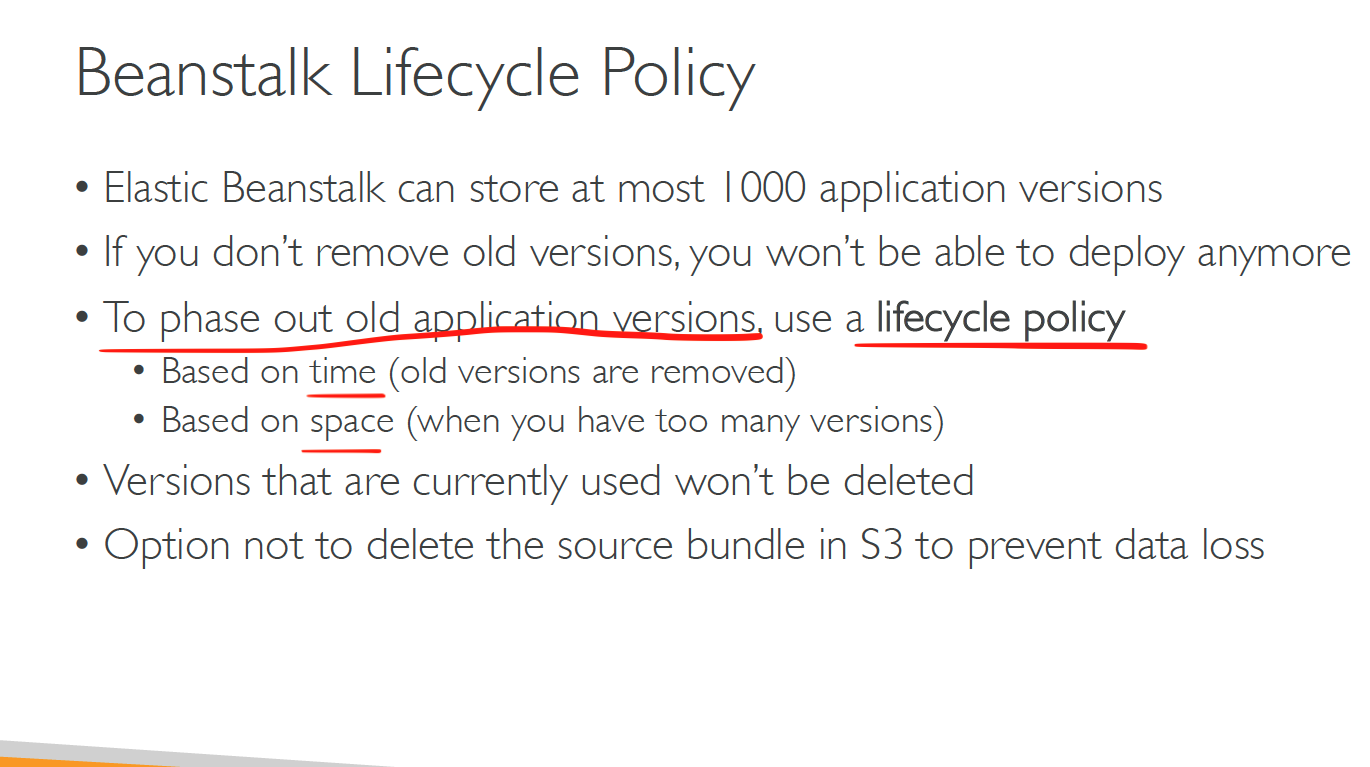 Beanstalk Lifecycle Policy
• Elastic Beanstalk can store at most 1000 application versions
• If you don’t remove old versions, you won’t be able to deploy anymore
• To phase out old application versions, use a lifecycle policy
• Based on time (old versions are removed)
• Based on space (when you have too many versions)
• Versions that are currently used won’t be deleted
• Option not to delete the source bundle in S3 to prevent data loss